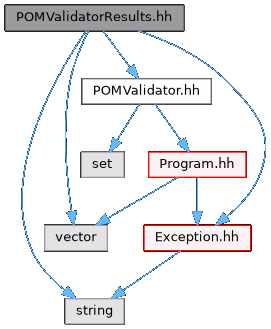 POMValidatorResults.hh
POMValidator.hh
set
Program.hh
vector
Exception.hh
string